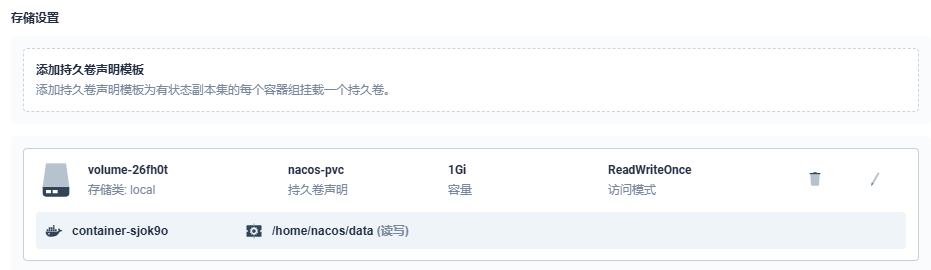 存储设置
添加持久卷声明模板
添加持久卷声明模板为有状态副本集的每个容器组挂载一个持久卷。
volume-26fh0t nacos-pvc 1Gi ReadWriteOnce
存储类: local 持久卷声明 容量 访问模式
container-sjok9o /home/nacos/data (读写)